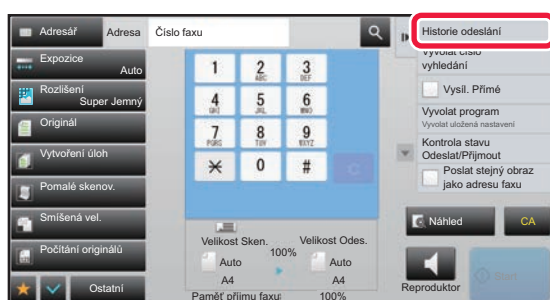 Adresář
Adresa
Číslo faxu
Expozice
Auto
Rozlišení
Super Jemný
Originál
Vytvoření úloh
Pomalé skenov.
Smíšená vel.
Počítání originálů
Ostatní
1
2
ABC
3
DEF
4
GHI
5
JKL
6
MNO
7
PQRS
8
TUV
9
WXYZ
0
#
C
Velikost Sken.
100%
Velikost Odes.
Auto
A4
Auto
A4
Paměť příjmu faxu:
100%
Historie odeslání
Vyvolat číslo
vyhledání
Vysíl. Přímé
Vyvolat program
Vyvolat uložená nastavení
Kontrola stavu
Odeslat/Přijmout
Poslat stejný obraz
jako adresu faxu
Náhled
CA
Reproduktor
Start